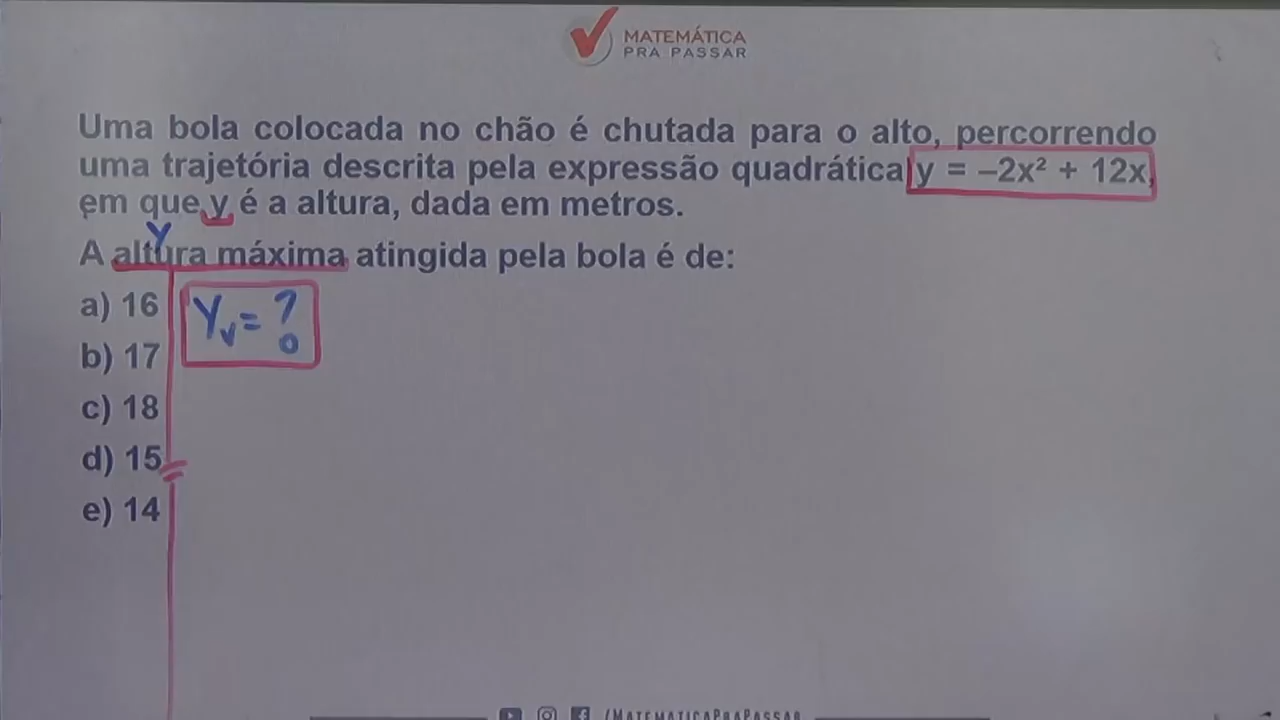 MATEMÁTICA
PRA PASSAR
Uma bola colocada no chão é chutada para o alto, percorrendo
uma trajetória descrita pela expressão quadrática y = –2x² + 12x,
em que y é a altura, dada em metros.
Y
A altura máxima atingida pela bola é de:
a) 16
Yv = ?
b) 17
c) 18
d) 15
e) 14
/MATEMATICAPRAPASSAR